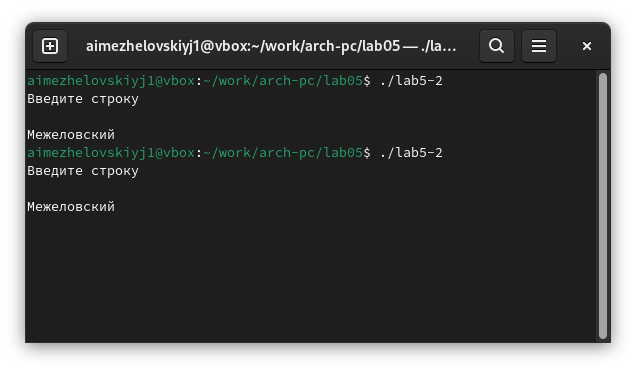 aimezhelovskiyj1@vbox:~/work/arch-pc/lab05 — ./la...
aimezhelovskiyj1@vbox:~/work/arch-pc/lab05$ ./lab5-2
Введите строку
Межеловский
aimezhelovskiyj1@vbox:~/work/arch-pc/lab05$ ./lab5-2
Введите строку
Межеловский